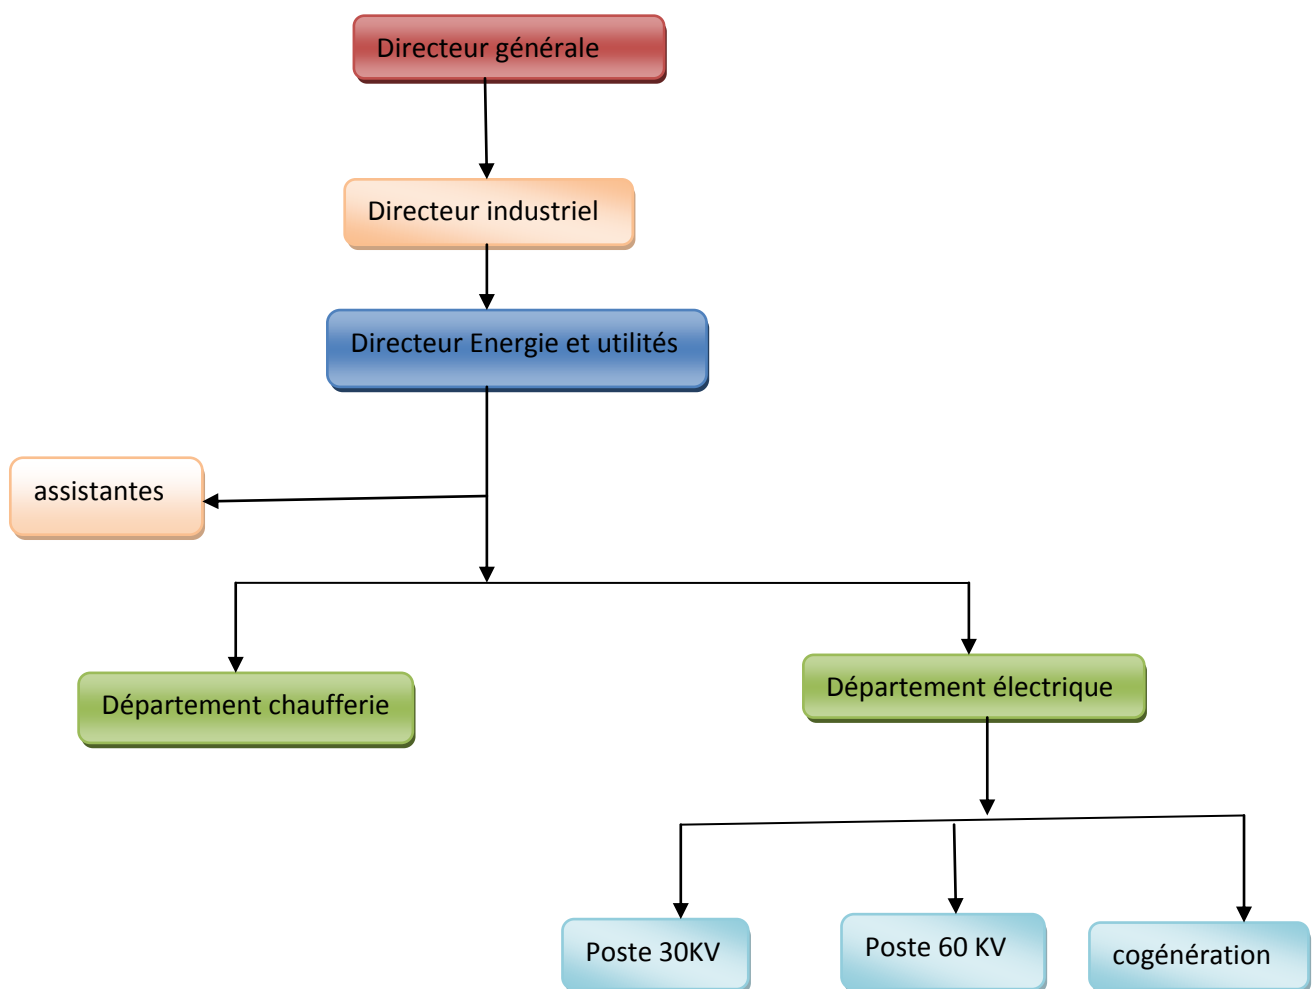 Directeur générale
Directeur industriel
Directeur Energie et utilités
assistantes
Département chaufferie
Département électrique
Poste 30KV
Poste 60 KV
cogénération